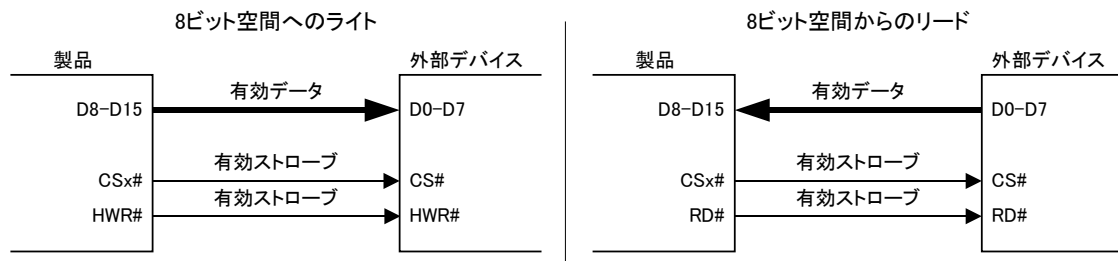 8ビット空間へのライト
製品
外部デバイス
有効データ
D8-D15
D0-D7
有効ストローブ
CSx#
CS#
有効ストローブ
HWR#
HWR#
8ビット空間からのリード
製品
外部デバイス
有効データ
D8-D15
D0-D7
有効ストローブ
CSx#
CS#
有効ストローブ
RD#
RD#